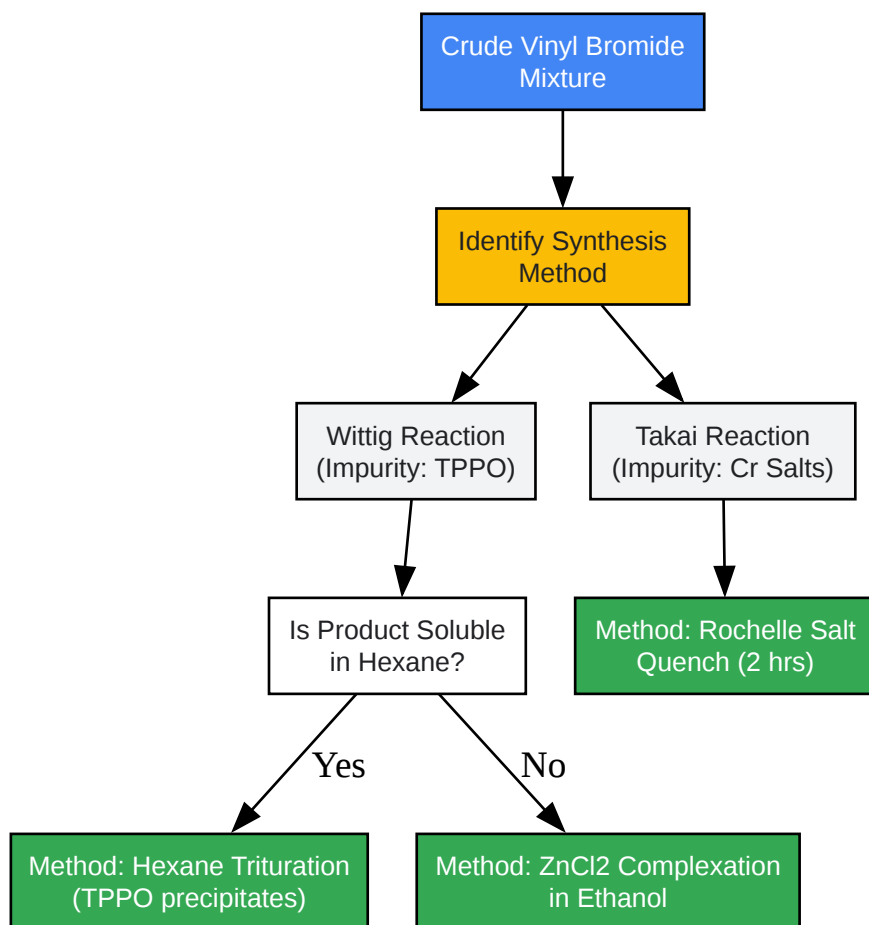 Crude Vinyl Bromide
Mixture
Identify Synthesis
Method
Wittig Reaction
(Impurity: TPPO)
Takai Reaction
(Impurity: Cr Salts)
Is Product Soluble
in Hexane?
Method: Rochelle Salt
Quench (2 hrs)
Yes
No
Method: Hexane Trituration
(TPPO precipitates)
Method: ZnCl2 Complexation
in Ethanol